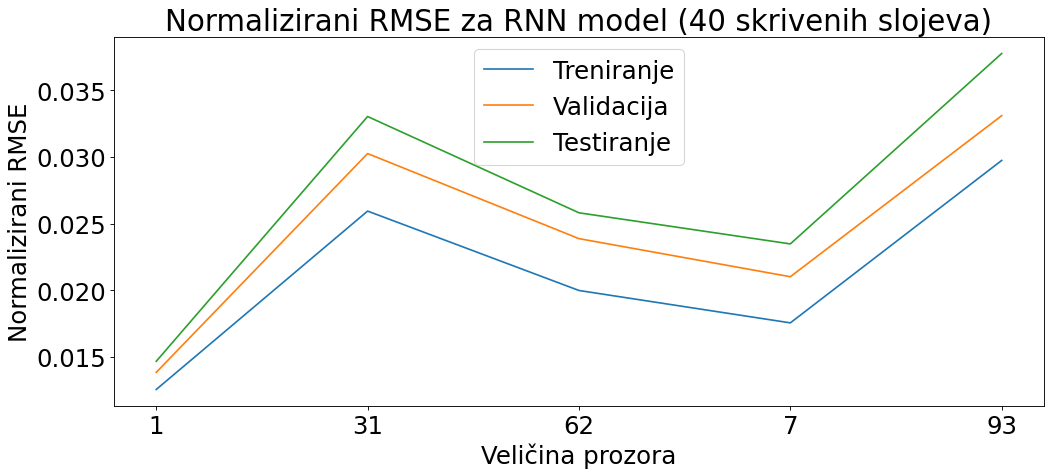 Normalizirani RMSE za RNN model (40 skrivenih slojeva)
Treniranje
Validacija
Testiranje
Normalizirani RMSE
0.035
0.030
0.025
0.020
0.015
1 31 62 7 93
Veličina prozora